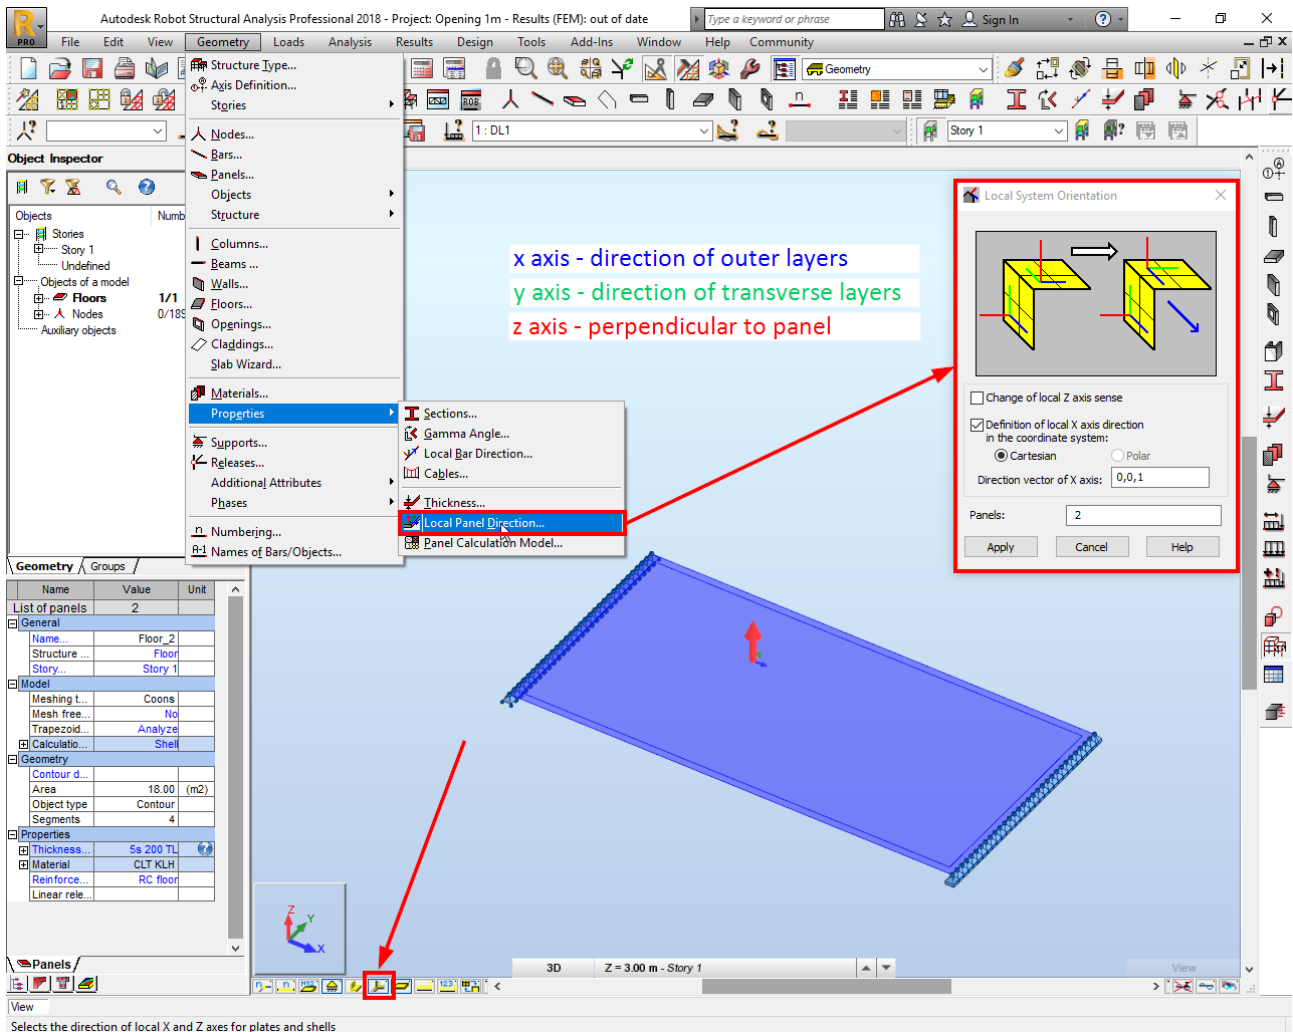 Autodesk Robot Structural Analysis Professional 2018 - Project: Opening 1m - Results (FEM): out of date
Type a keyword or phrase
Sign In
PRO
File Edit View Geometry Loads Analysis Results Design Tools Add-Ins Window Help Community
Geometry
1 : DL1
Story 1
Structure Type...
Axis Definition...
Stories
Nodes...
Bars...
Panels...
Objects
Structure
Columns...
Beams ...
Walls...
Floors...
Openings...
Claddings...
Slab Wizard...
Materials...
Properties
Supports...
Releases...
Additional Attributes
Phases
Numbering...
Names of Bars/Objects...
Sections...
Gamma Angle...
Local Bar Direction...
Cables...
Thickness...
Local Panel Direction...
Panel Calculation Model...
Object Inspector
Objects Numb
Stories
Story 1
Undefined
Objects of a model
Floors 1/1
Nodes 0/189
Auxiliary objects
Geometry Groups
Name Value Unit
List of panels 2
General
Name... Floor_2
Structure ... Floor
Story... Story 1
Model
Meshing t... Coons
Mesh free... No
Trapezoid... Analyze
Calculatio... Shell
Geometry
Contour d...
Area 18.00 (m2)
Object type Contour
Segments 4
Properties
Thickness... 5s 200 TL
Material CLT KLH
Reinforce... RC floor
Linear rele...
Panels
x axis - direction of outer layers
y axis - direction of transverse layers
z axis - perpendicular to panel
Local System Orientation
Change of local Z axis sense
Definition of local X axis direction
in the coordinate system:
Cartesian Polar
Direction vector of X axis: 0,0,1
Panels: 2
Apply Cancel Help
Z
Y
X
3D Z = 3.00 m - Story 1
View
View
Selects the direction of local X and Z axes for plates and shells